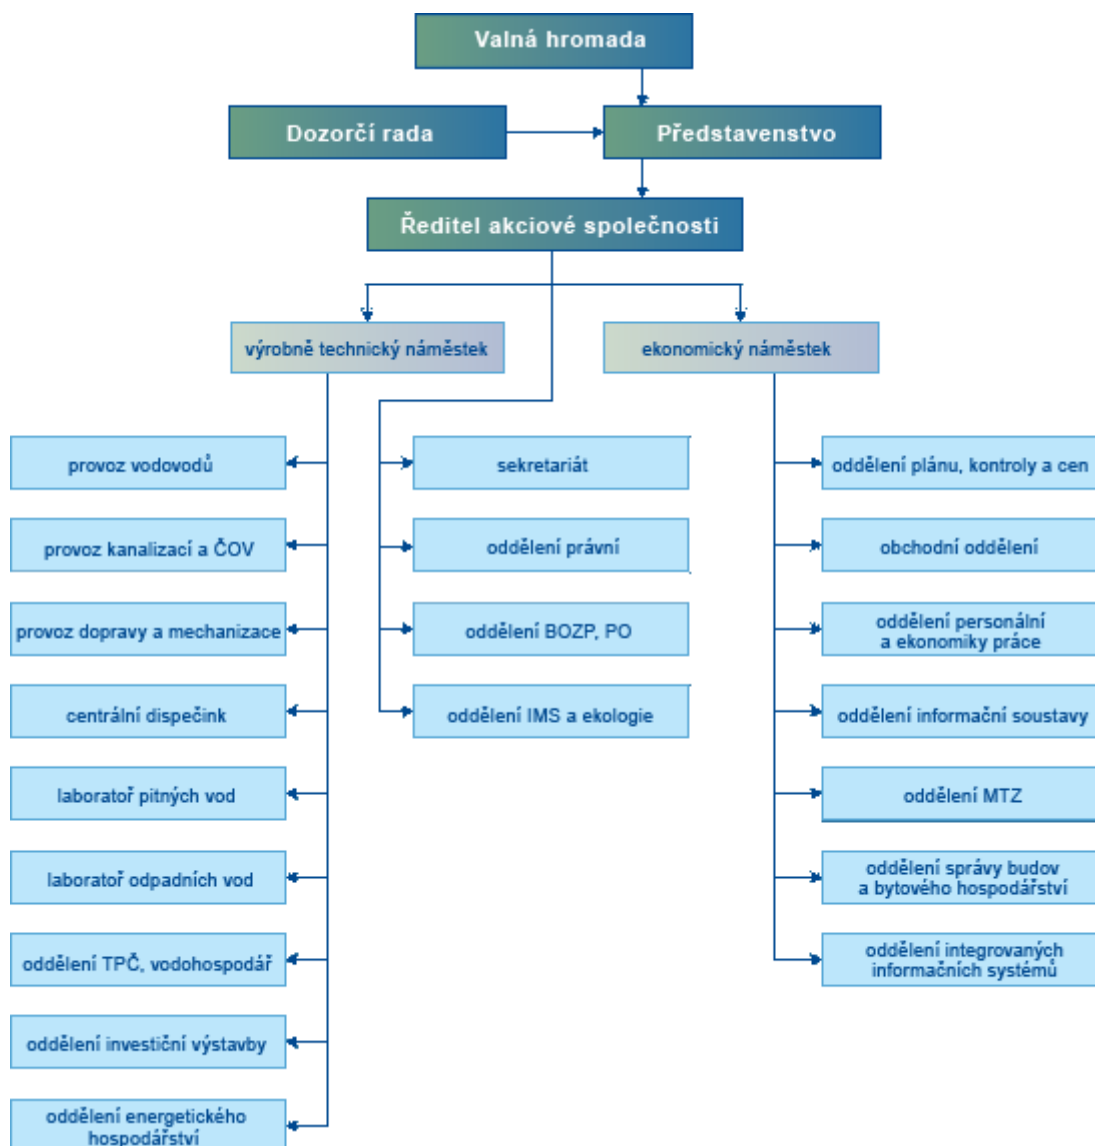 Valná hromada
Dozorčí rada
Představenstvo
Ředitel akciové společnosti
výrobně technický náměstek
ekonomický náměstek
provoz vodovodů
provoz kanalizací a ČOV
provoz dopravy a mechanizace
centrální dispečink
laboratoř pitných vod
laboratoř odpadních vod
oddělení TPČ, vodohospodář
oddělení investiční výstavby
oddělení energetického
hospodářství
sekretariát
oddělení právní
oddělení BOZP, PO
oddělení IMS a ekologie
oddělení plánu, kontroly a cen
obchodní oddělení
oddělení personální
a ekonomiky práce
oddělení informační soustavy
oddělení MTZ
oddělení správy budov
a bytového hospodářství
oddělení integrovaných
informačních systémů